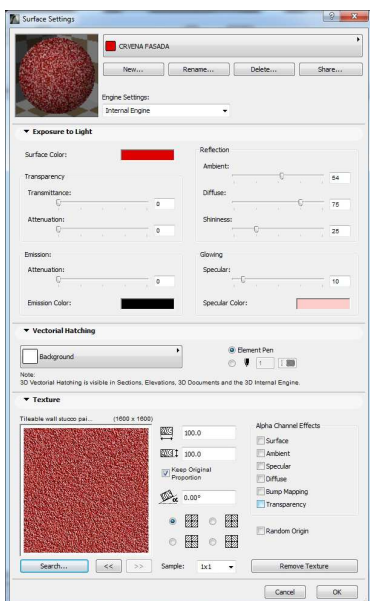 Surface Settings
CRVENA FASADA
New...
Rename...
Delete...
Share...
Engine Settings:
Internal Engine
Exposure to Light
Surface Color:
Transparency
Transmittance:
0
Attenuation:
0
Reflection
Ambient:
54
Diffuse:
75
Shininess:
25
Emission:
Attenuation:
0
Emission Color:
Glowing
Specular:
10
Specular Color:
Vectorial Hatching
Background
Element Pen
1
Note:
3D Vectorial Hatching is visible in Sections, Elevations, 3D Documents and the 3D Internal Engine.
Texture
Tileable wall stucco pai... (1600 x 1600)
100.0
100.0
Keep Original
Proportion
α 0.00°
Alpha Channel Effects
Surface
Ambient
Specular
Diffuse
Bump Mapping
Transparency
Random Origin
Search...
<<
>>
Sample: 1x1
Remove Texture
Cancel
OK